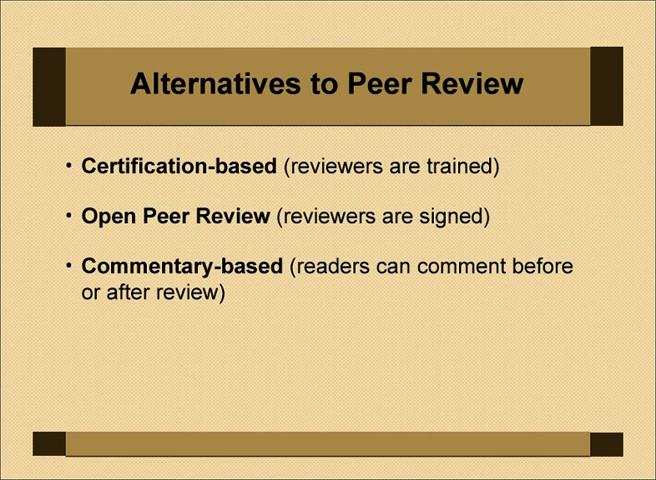 Alternatives to Peer Review
• Certification-based (reviewers are trained)
• Open Peer Review (reviewers are signed)
• Commentary-based (readers can comment before
or after review)